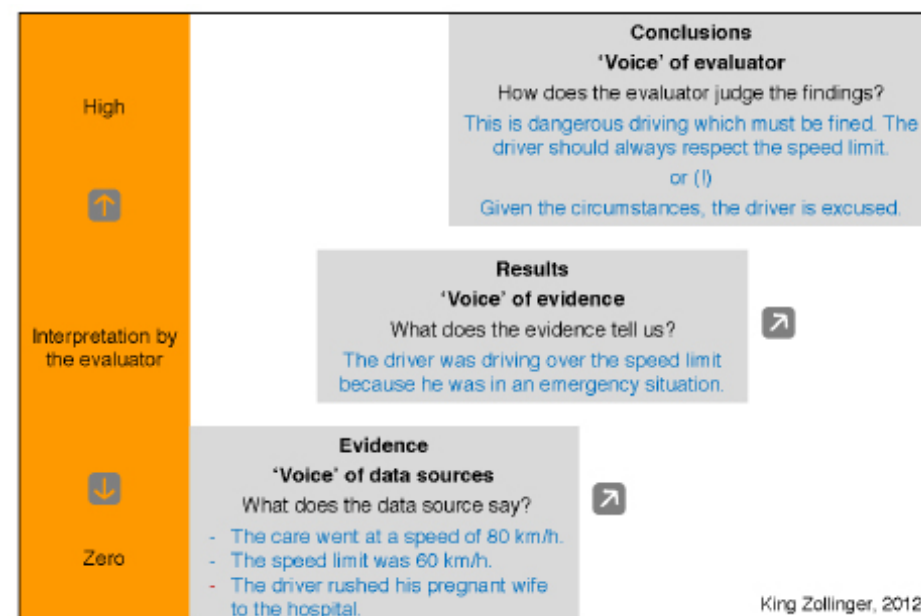 Conclusions
'Voice' of evaluator
How does the evaluator judge the findings?
This is dangerous driving which must be fined. The
driver should always respect the speed limit.
or (!)
Given the circumstances, the driver is excused.
High
Results
'Voice' of evidence
What does the evidence tell us?
The driver was driving over the speed limit
because he was in an emergency situation.
Interpretation by
the evaluator
Evidence
'Voice' of data sources
What does the data source say?
- The care went at a speed of 80 km/h.
- The speed limit was 60 km/h.
- The driver rushed his pregnant wife
to the hospital.
Zero
King Zollinger, 2012